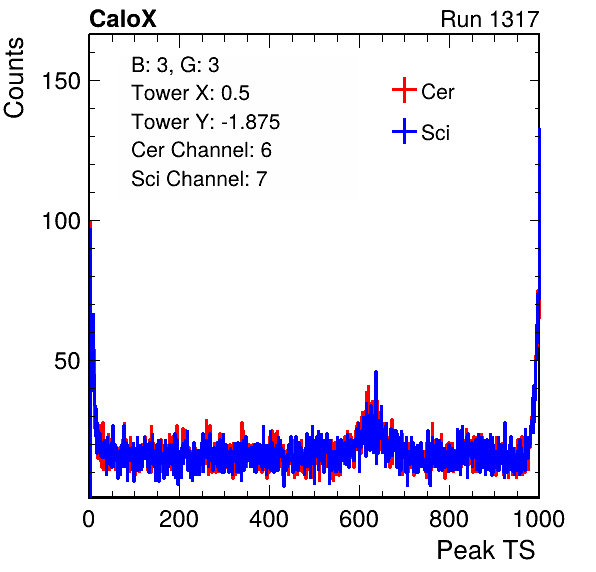 CaloX Run 1317
Counts
B: 3, G: 3
Tower X: 0.5
Tower Y: -1.875
Cer Channel: 6
Sci Channel: 7
Cer
Sci
150
100
50
0 200 400 600 800 1000
Peak TS